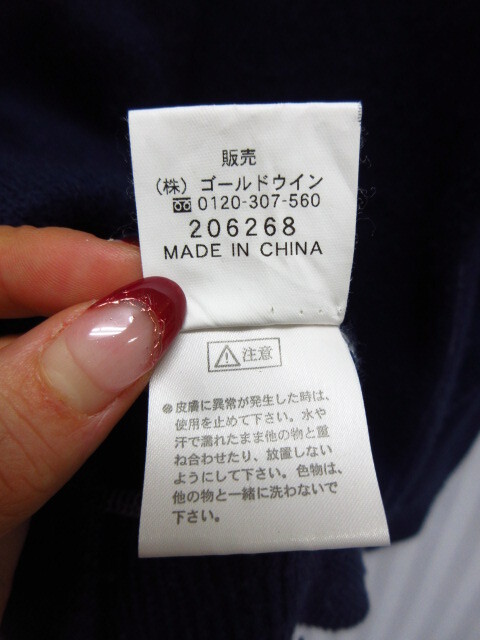 販売
(株) ゴールドウイン
0120-307-560
206268
MADE IN CHINA
注意
※皮膚に異常が発生した時は、
使用を止めて下さい。水や
汗で濡れたまま他の物と重
ね合わせたり、放置しない
ようにして下さい。色物は、
他の物と一緒に洗わないで
下さい。